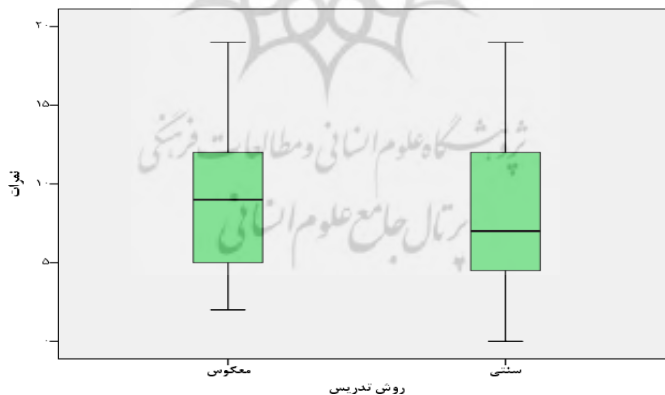 ۲۰
۱۵
۱۰
۵
۰
نمرات
پژوهشگاه علوم انسانی و مطالعات فرهنگی
پرتال جامع علوم انسانی
معکوس
سنتی
روش تدریس